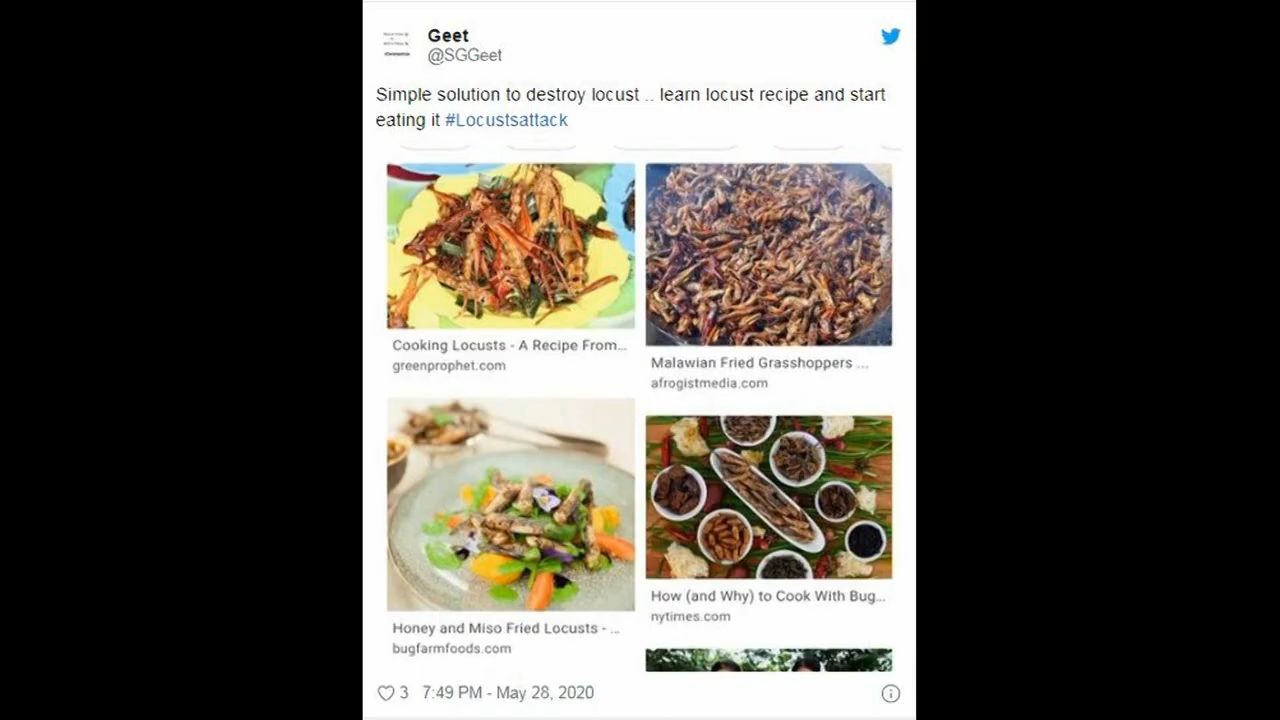 Geet
@SGGeet
Simple solution to destroy locust .. learn locust recipe and start
eating it #Locustsattack
Cooking Locusts - A Recipe From...
greenprophet.com
Malawian Fried Grasshoppers ...
afrogistmedia.com
Honey and Miso Fried Locusts - ...
bugfarmfoods.com
How (and Why) to Cook With Bug...
nytimes.com
3 7:49 PM - May 28, 2020